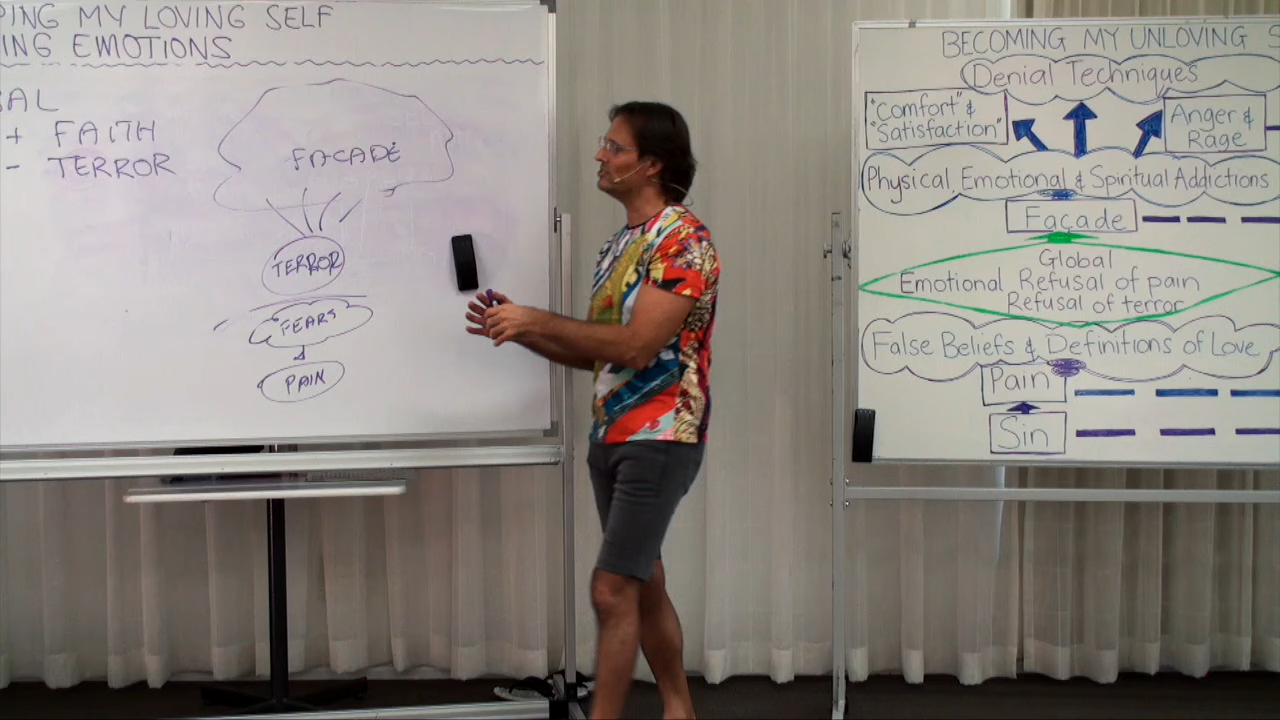 PING MY LOVING SELF
ING EMOTIONS
AL
+ FAITH
- TERROR
FACADE
TERROR
FEARS
PAIN
BECOMING MY UNLOVING S
Denial Techniques
"Comfort" &
"Satisfaction"
Anger &
Rage
Physical, Emotional & Spiritual Addictions
Façade
Global
Emotional Refusal of pain
Refusal of terror
False Beliefs & Definitions of Love
Pain
Sin